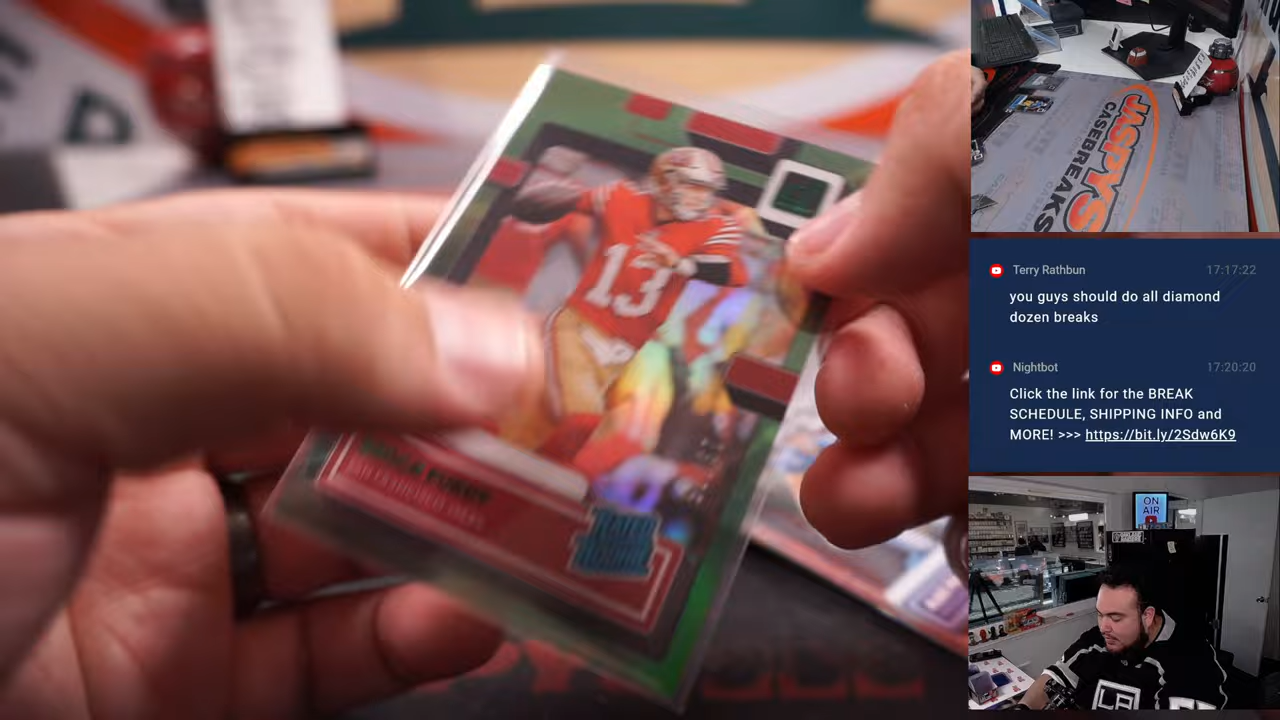 13
RATED
ROOKIE
JASPYS
CASEBREAKS
Terry Rathbun
17:17:22
you guys should do all diamond
dozen breaks
Nightbot
17:20:20
Click the link for the BREAK
SCHEDULE, SHIPPING INFO and
MORE! >>> https://bit.ly/2Sdw6K9
ON
AIR
LA